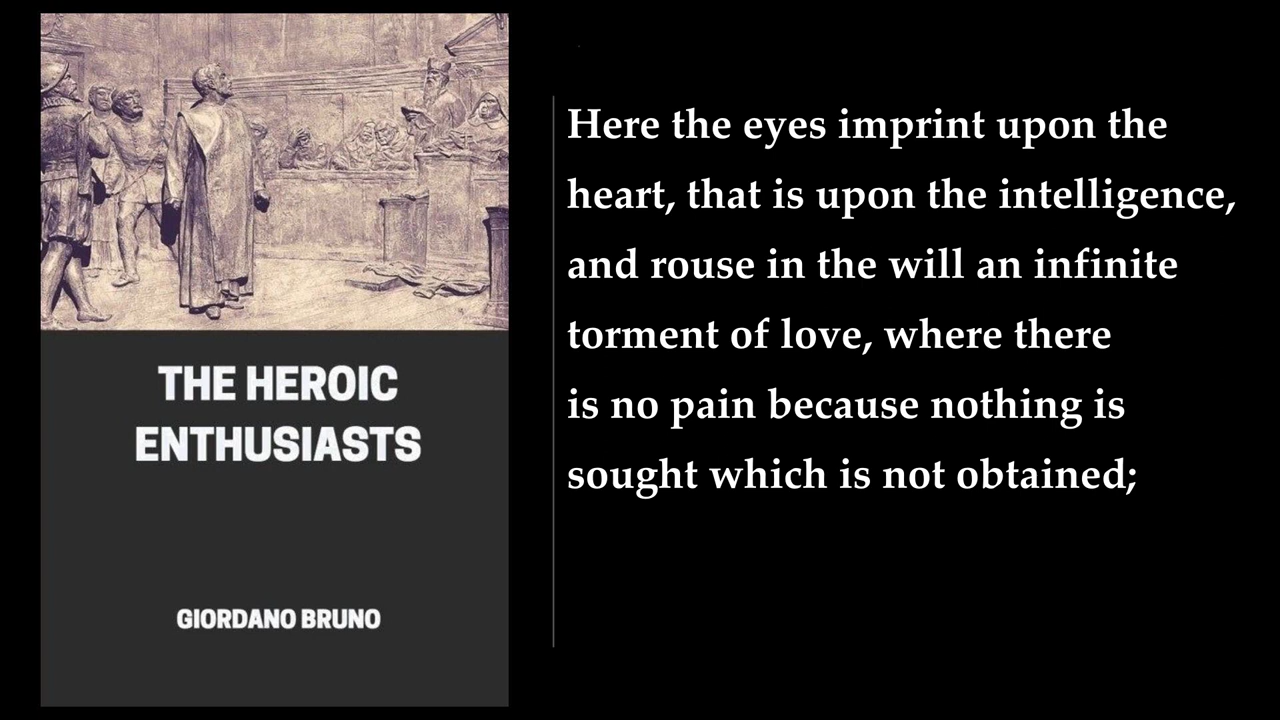 THE HEROIC
ENTHUSIASTS
GIORDANO BRUNO
Here the eyes imprint upon the
heart, that is upon the intelligence,
and rouse in the will an infinite
torment of love, where there
is no pain because nothing is
sought which is not obtained;